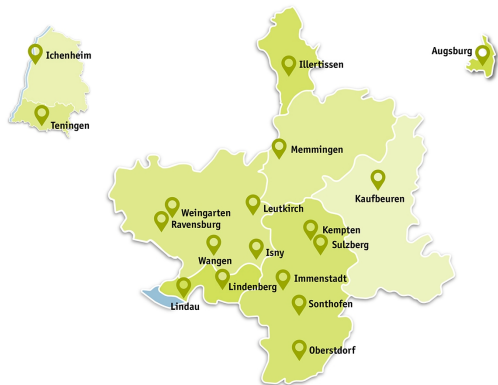 Ichenheim
Teningen
Illertissen
Augsburg
Memmingen
Kaufbeuren
Leutkirch
Weingarten
Ravensburg
Kempten
Sulzberg
Wangen
Isny
Lindenberg
Immenstadt
Lindau
Sonthofen
Oberstdorf